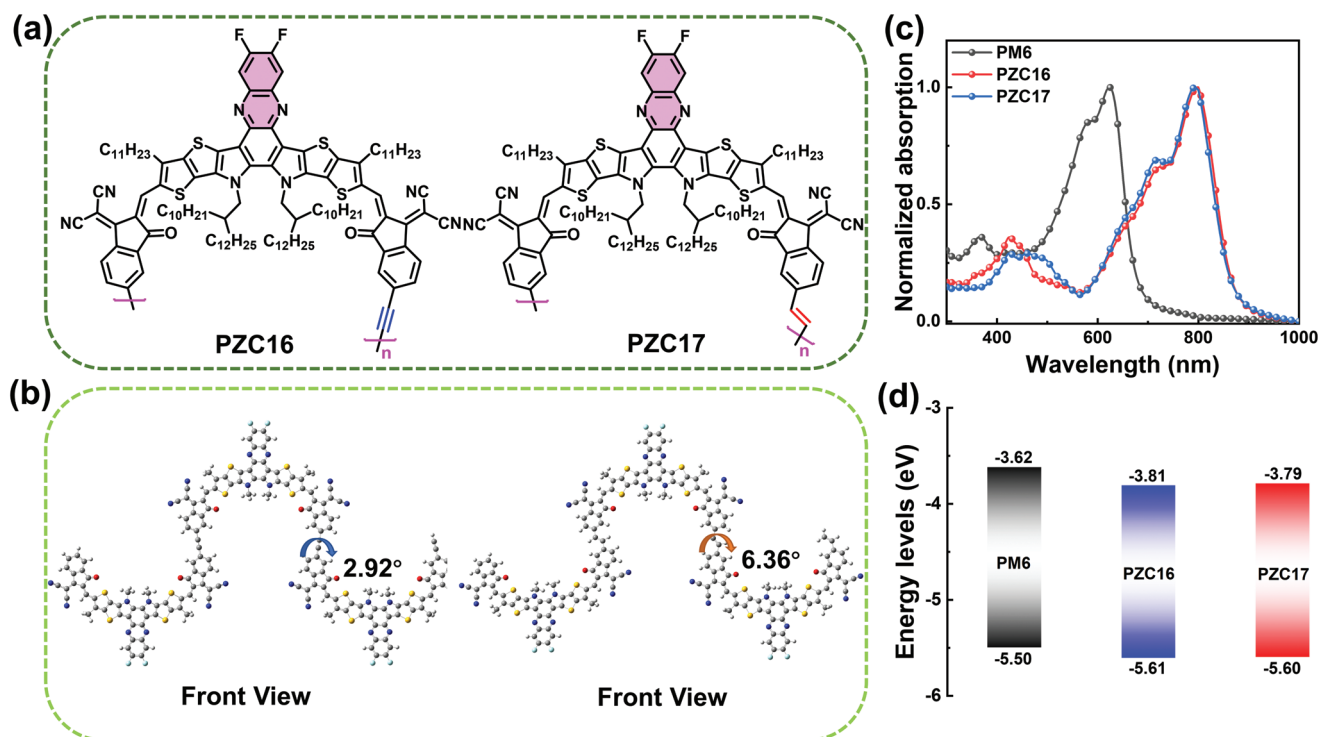 (a)
F F
F F
N N
N N
S S
S S
C₁₁H₂₃
C₁₁H₂₃
C₁₁H₂₃
C₁₁H₂₃
S S
S S
N N
N N
CN
CN
CN
CN
NC
CN
CN
CN
C₁₀H₂₁
C₁₀H₂₁
C₁₀H₂₁
C₁₀H₂₁
C₁₂H₂₅
C₁₂H₂₅
C₁₂H₂₅
C₁₂H₂₅
O
O
O
O
n
n
PZC16
PZC17
(b)
2.92°
6.36°
Front View
Front View
(c)
PM6
PZC16
PZC17
Normalized absorption
1.0
0.5
0.0
400 600 800 1000
Wavelength (nm)
(d)
Energy levels (eV)
-3
-4
-5
-6
-3.62
-3.81
-3.79
PM6
PZC16
PZC17
-5.50
-5.61
-5.60